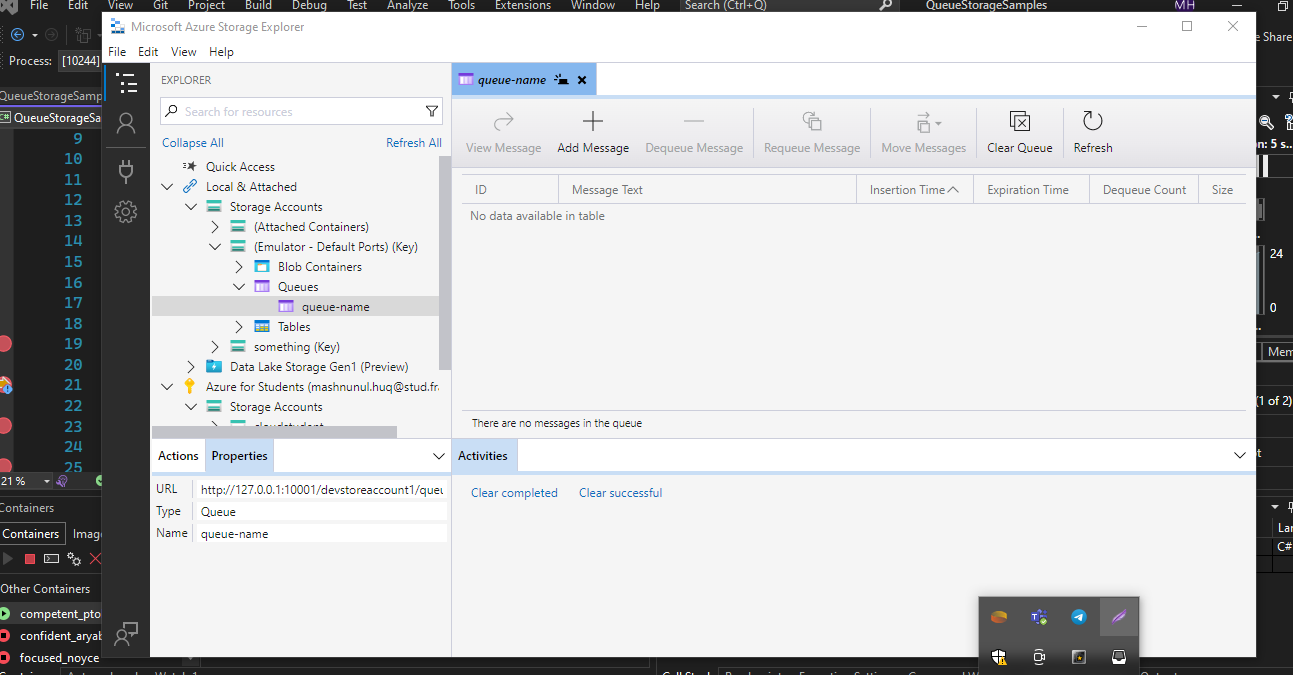 File Edit View Git Project Build Debug Test Analyze Tools Extensions Window Help Search (Ctrl+Q) QueueStorageSamples MH
Microsoft Azure Storage Explorer
File Edit View Help
Process: [10244]
EXPLORER
queue-name
Search for resources
Collapse All Refresh All
View Message Add Message Dequeue Message Requeue Message Move Messages Clear Queue Refresh
Quick Access
Local & Attached
Storage Accounts
(Attached Containers)
(Emulator - Default Ports) (Key)
Blob Containers
Queues
queue-name
Tables
something (Key)
Data Lake Storage Gen1 (Preview)
Azure for Students (mashnunul.huq@stud.fra
Storage Accounts
ID Message Text Insertion Time Expiration Time Dequeue Count Size
No data available in table
There are no messages in the queue
Actions Properties
Activities
URL http://127.0.0.1:10001/devstoreaccount1/queu
Type Queue
Name queue-name
Clear completed Clear successful
QueueStorageSamp
QueueStorageSa
9
10
11
12
13
14
15
16
17
18
19
20
21
22
23
24
25
21 %
Containers
Containers Imag
Other Containers
competent_pto
confident_aryab
focused_noyce
Share
on: 5 s...
24
0
Mem
(1 of 2)
Lan
C#